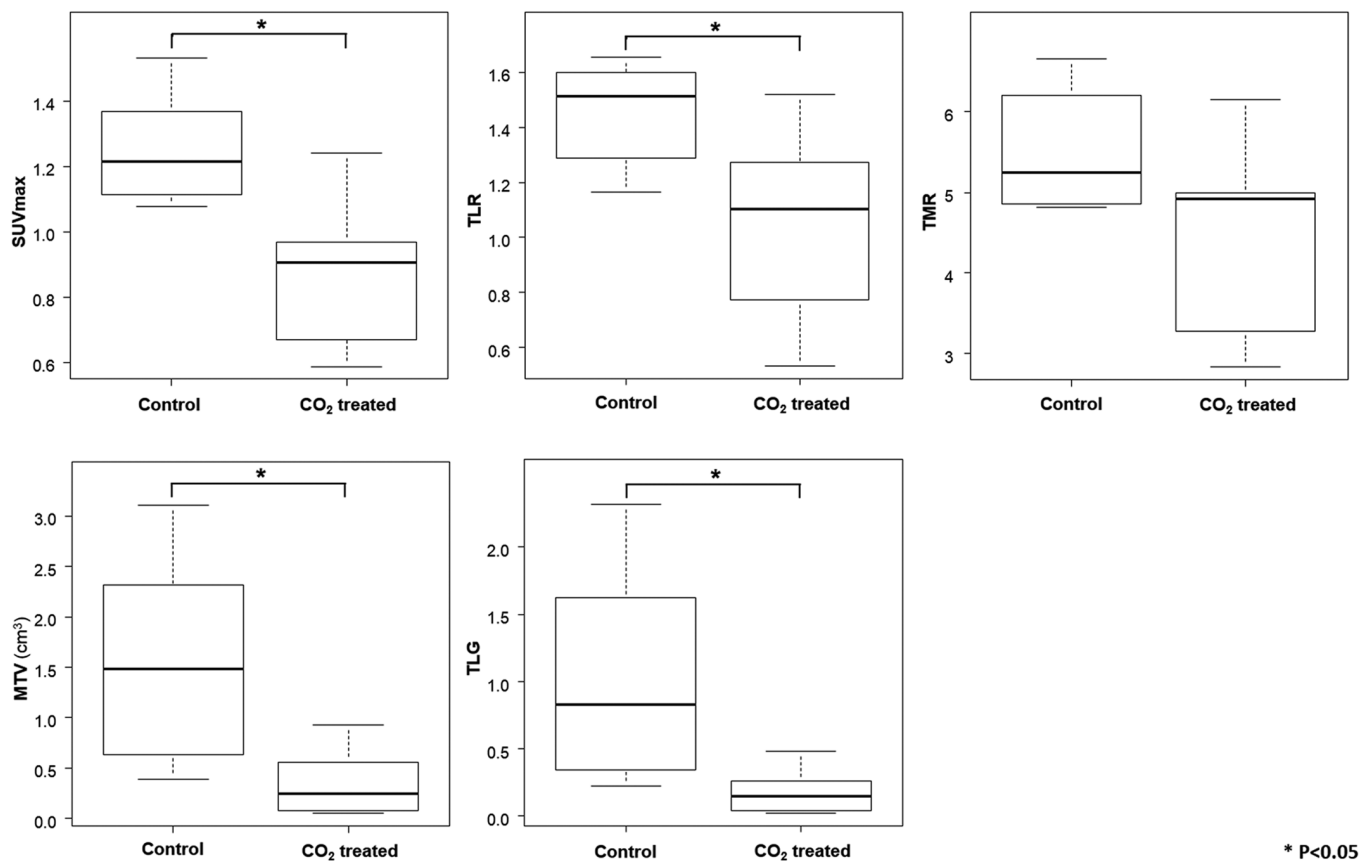 *
SUVmax
1.4
1.2
1.0
0.8
0.6
Control
CO₂ treated
*
TLR
1.6
1.4
1.2
1.0
0.8
0.6
Control
CO₂ treated
TMR
6
5
4
3
Control
CO₂ treated
*
MTV (cm³)
3.0
2.5
2.0
1.5
1.0
0.5
0.0
Control
CO₂ treated
*
TLG
2.0
1.5
1.0
0.5
0.0
Control
CO₂ treated
* P<0.05